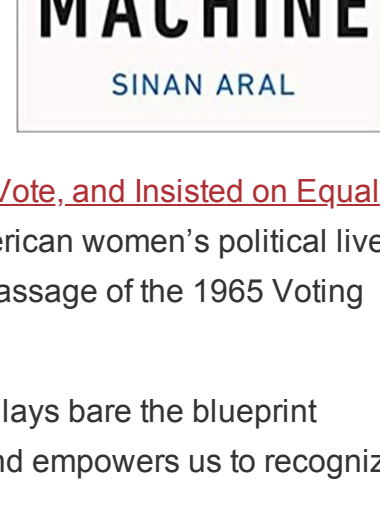 MACHINE
SINAN ARAL
Vote, and Insisted on Equal
erican women’s political live
assage of the 1965 Voting
lays bare the blueprint
nd empowers us to recogniz